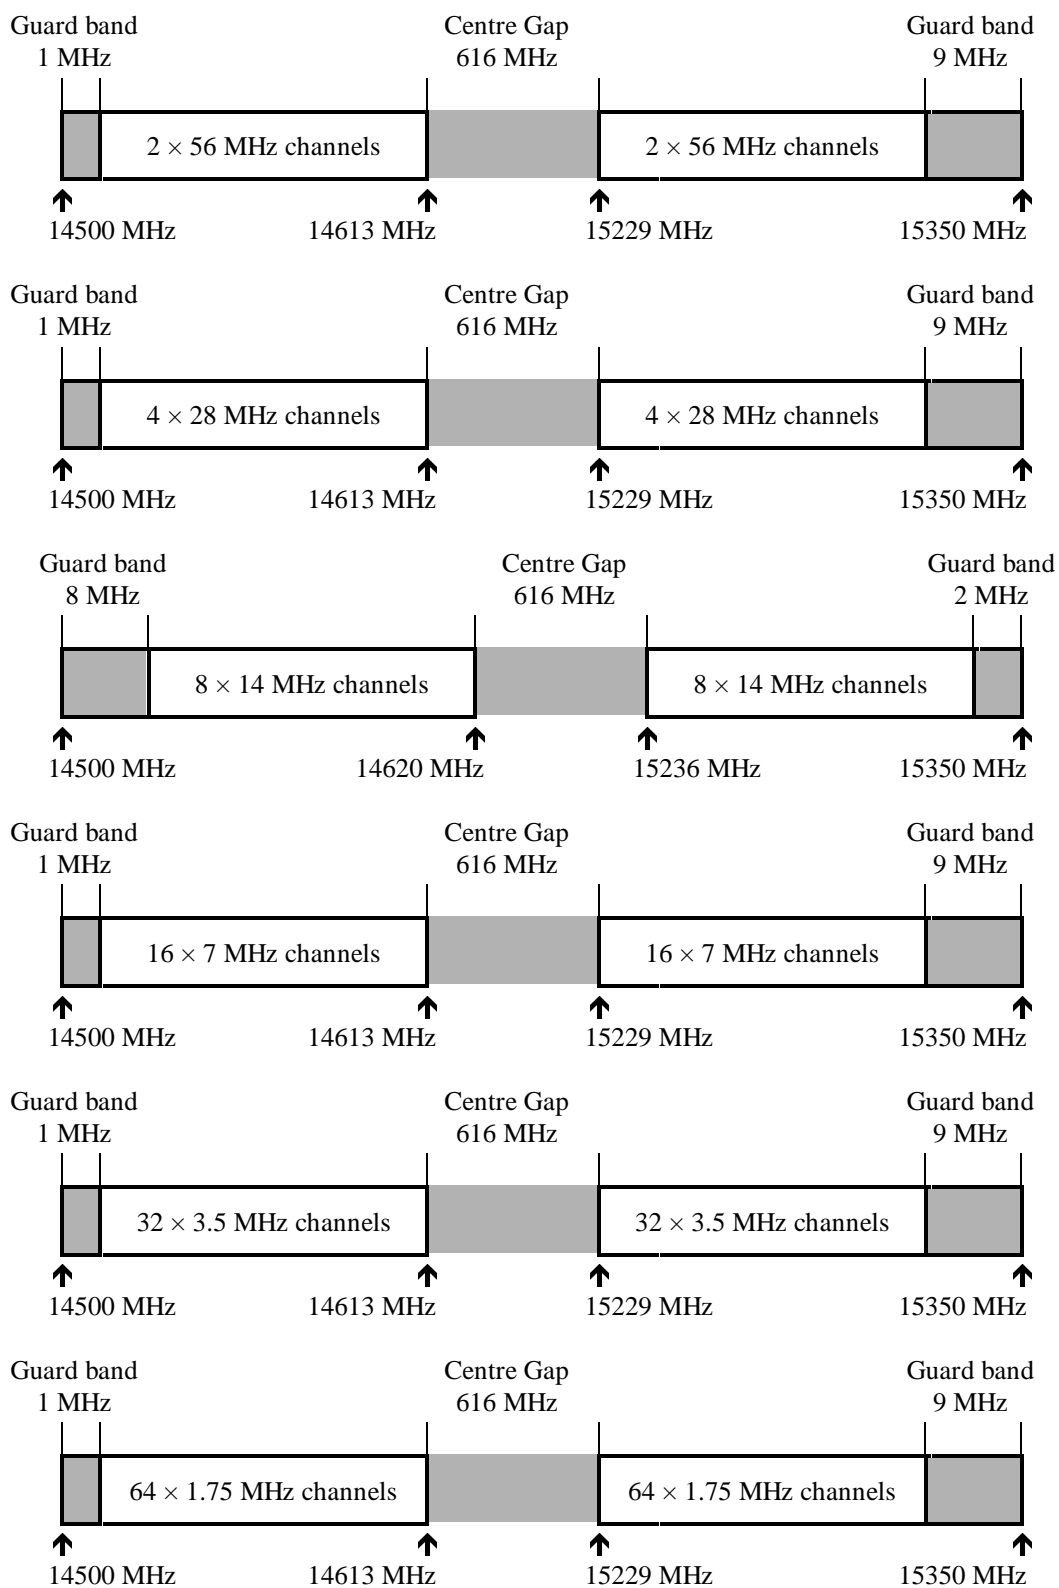 Guard band Centre Gap Guard band
1 MHz 616 MHz 9 MHz
2 × 56 MHz channels 2 × 56 MHz channels
14500 MHz 14613 MHz 15229 MHz 15350 MHz
Guard band Centre Gap Guard band
1 MHz 616 MHz 9 MHz
4 × 28 MHz channels 4 × 28 MHz channels
14500 MHz 14613 MHz 15229 MHz 15350 MHz
Guard band Centre Gap Guard band
8 MHz 616 MHz 2 MHz
8 × 14 MHz channels 8 × 14 MHz channels
14500 MHz 14620 MHz 15236 MHz 15350 MHz
Guard band Centre Gap Guard band
1 MHz 616 MHz 9 MHz
16 × 7 MHz channels 16 × 7 MHz channels
14500 MHz 14613 MHz 15229 MHz 15350 MHz
Guard band Centre Gap Guard band
1 MHz 616 MHz 9 MHz
32 × 3.5 MHz channels 32 × 3.5 MHz channels
14500 MHz 14613 MHz 15229 MHz 15350 MHz
Guard band Centre Gap Guard band
1 MHz 616 MHz 9 MHz
64 × 1.75 MHz channels 64 × 1.75 MHz channels
14500 MHz 14613 MHz 15229 MHz 15350 MHz